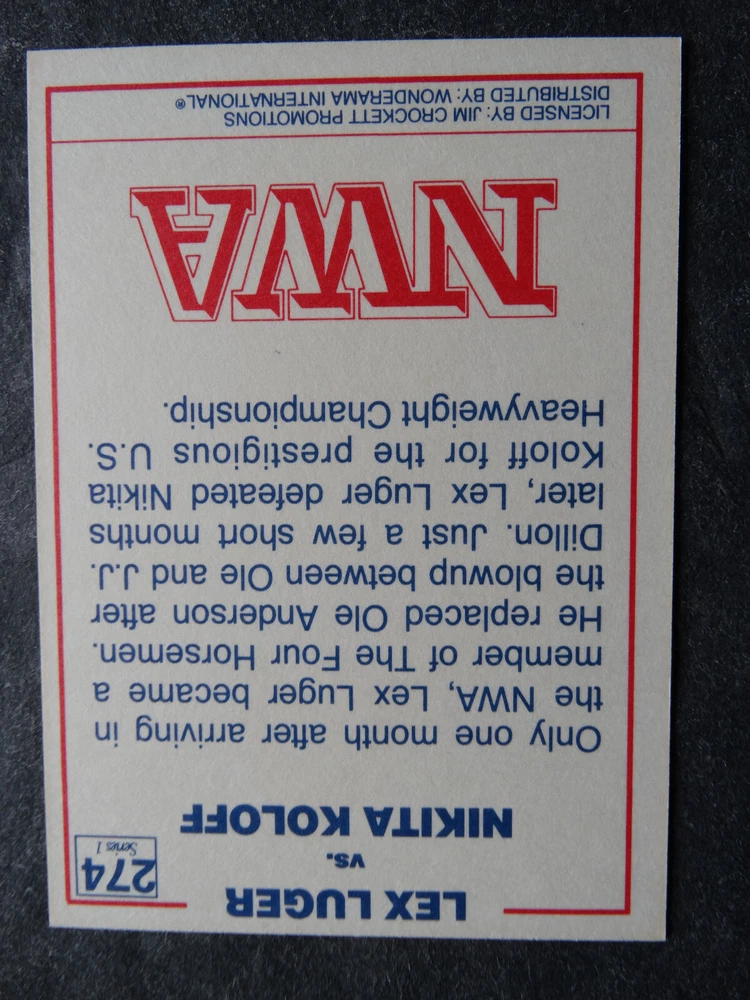 LEX LUGER
vs.
NIKITA KOLOFF
274
Series 1
Only one month after arriving in
the NWA, Lex Luger became a
member of The Four Horsemen.
He replaced Ole Anderson after
the blowup between Ole and J.J.
Dillon. Just a few short months
later, Lex Luger defeated Nikita
Koloff for the prestigious U.S.
Heavyweight Championship.
NWA
LICENSED BY: JIM CROCKETT PROMOTIONS
DISTRIBUTED BY: WONDERAMA INTERNATIONAL®